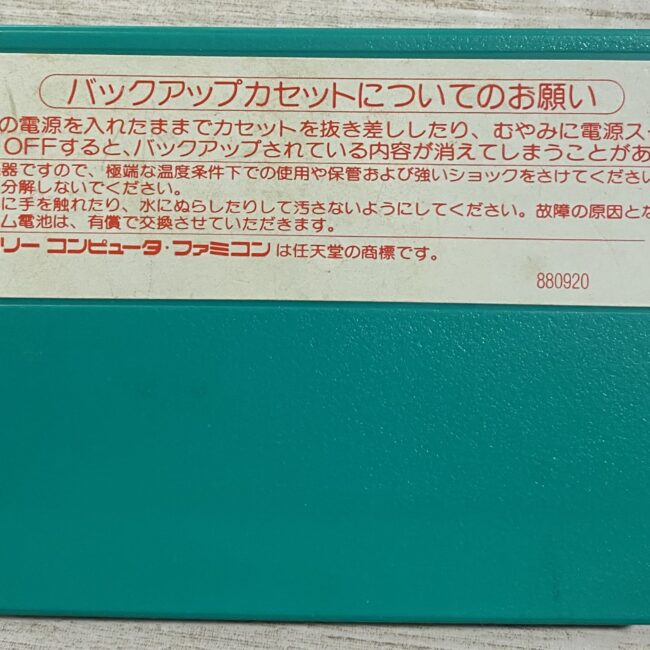 バックアップカセットについてのお願い
の電源を入れたままでカセットを抜き差ししたり、むやみに電源ス
OFFすると、バックアップされている内容が消えてしまうことがあ
器ですので、極端な温度条件下での使用や保管および強いショックをさけてくださ
分解しないでください。
に手を触れたり、水にぬらしたりして汚さないようにしてください。故障の原因とな
ム電池は、有償で交換させていただきます。
リー コンピュータ・ファミコン は任天堂の商標です。
880920